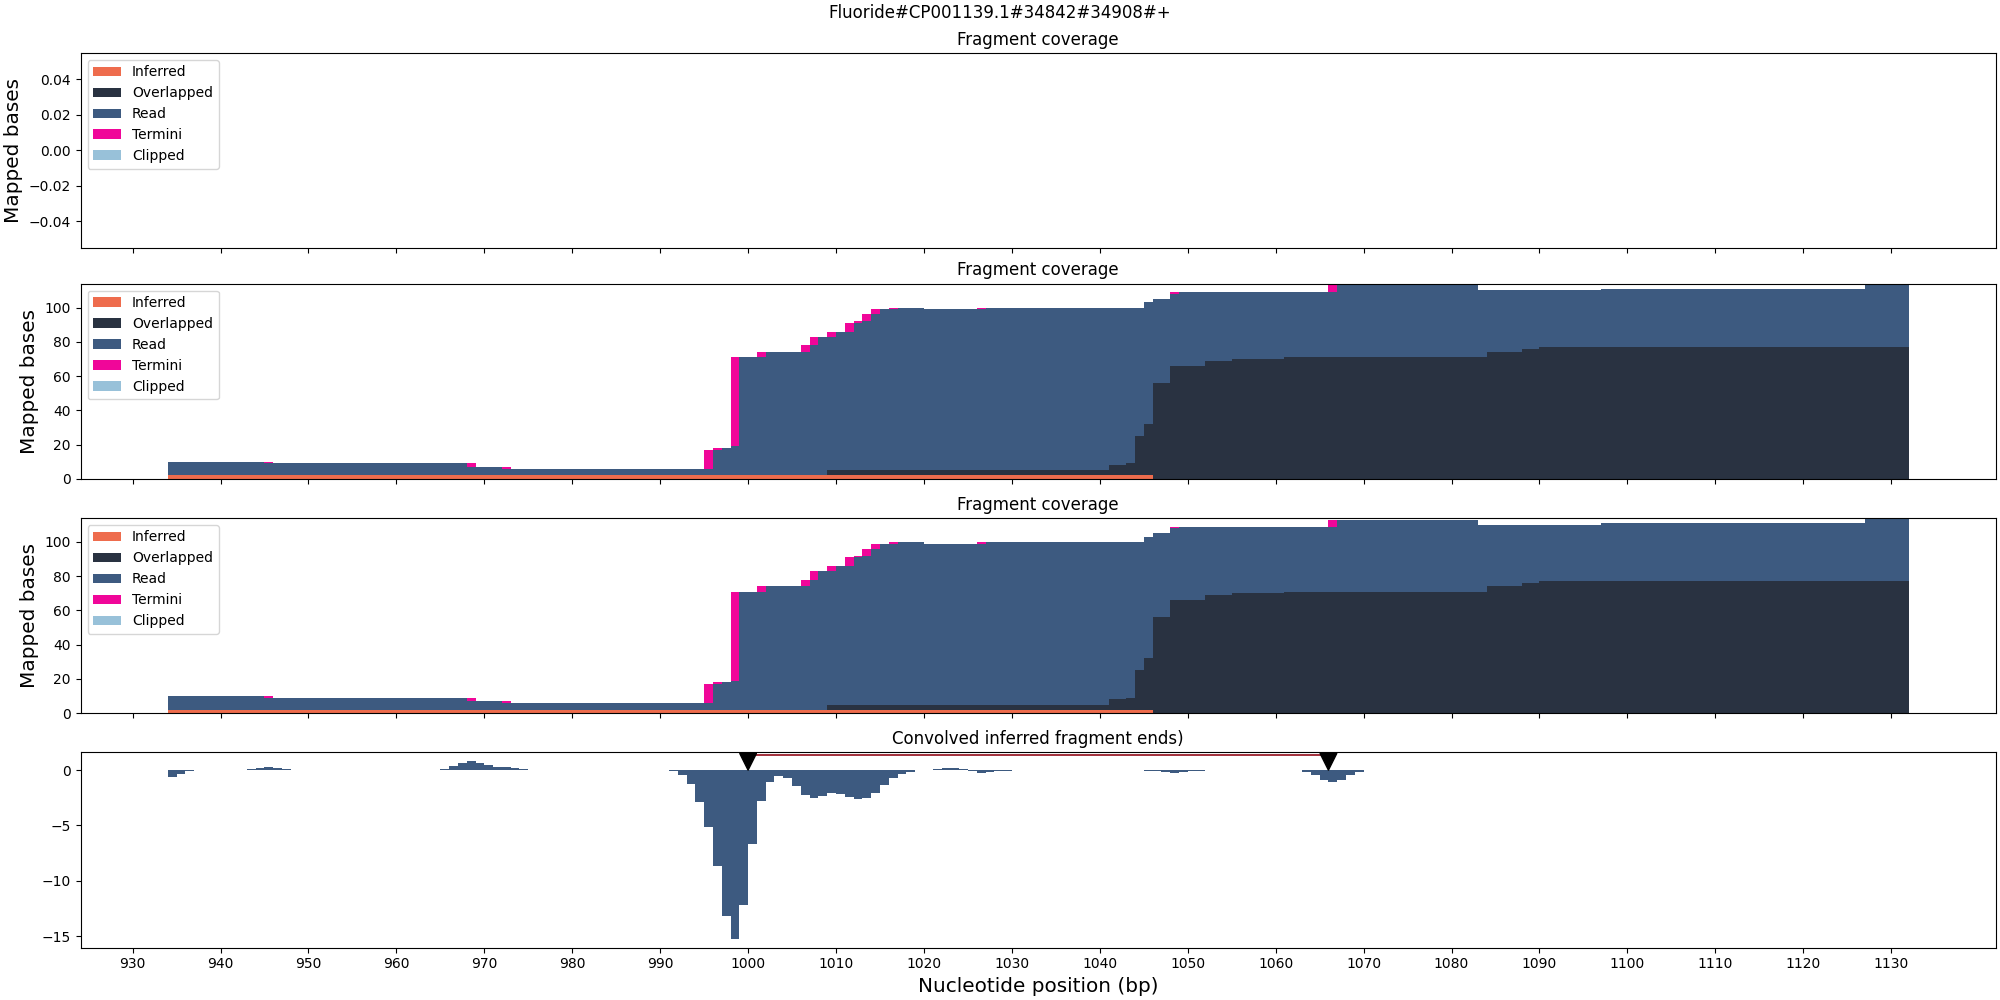 Fluoride#CP001139.1#34842#34908#+
Fragment coverage
Mapped bases
0.04
0.02
0.00
−0.02
−0.04
Inferred
Overlapped
Read
Termini
Clipped
Fragment coverage
Mapped bases
100
80
60
40
20
0
Inferred
Overlapped
Read
Termini
Clipped
Fragment coverage
Mapped bases
100
80
60
40
20
0
Inferred
Overlapped
Read
Termini
Clipped
Convolved inferred fragment ends)
0
−5
−10
−15
930 940 950 960 970 980 990 1000 1010 1020 1030 1040 1050 1060 1070 1080 1090 1100 1110 1120 1130
Nucleotide position (bp)